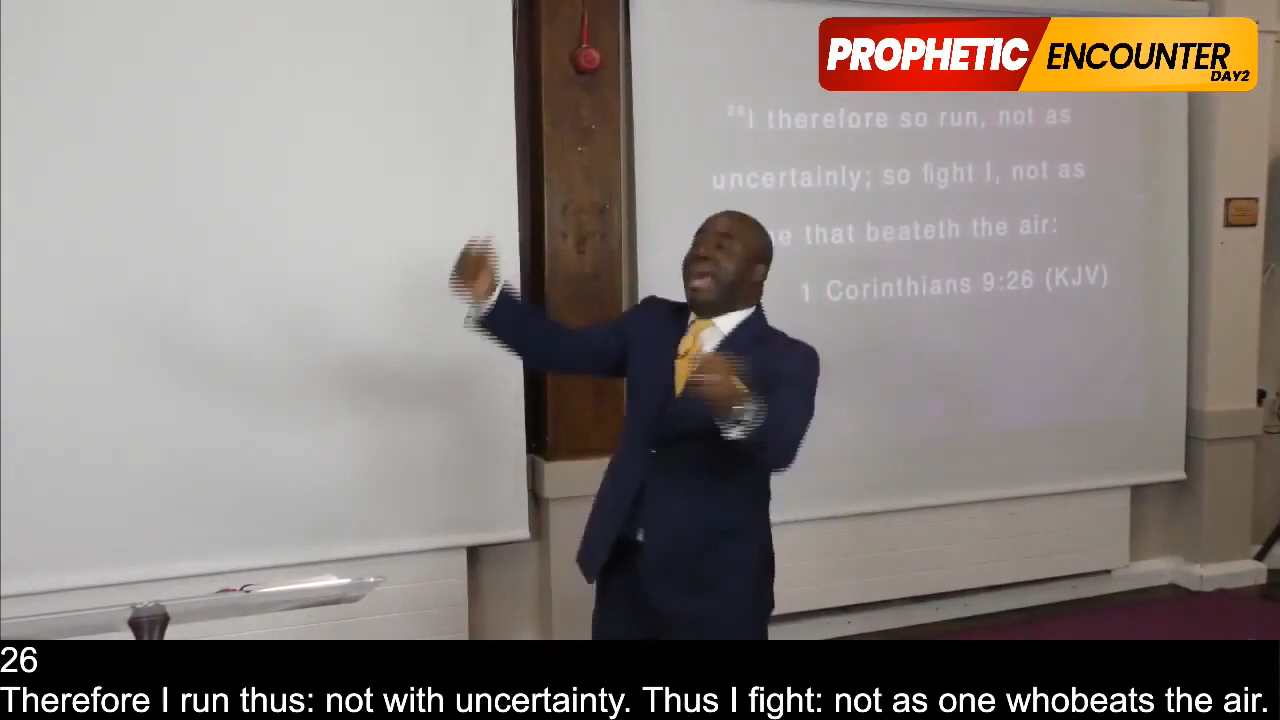 PROPHETIC ENCOUNTER
DAY2
26I therefore so run, not as
uncertainly; so fight I, not as
that beateth the air:
1 Corinthians 9:26 (KJV)
26
Therefore I run thus: not with uncertainty. Thus I fight: not as one whobeats the air.